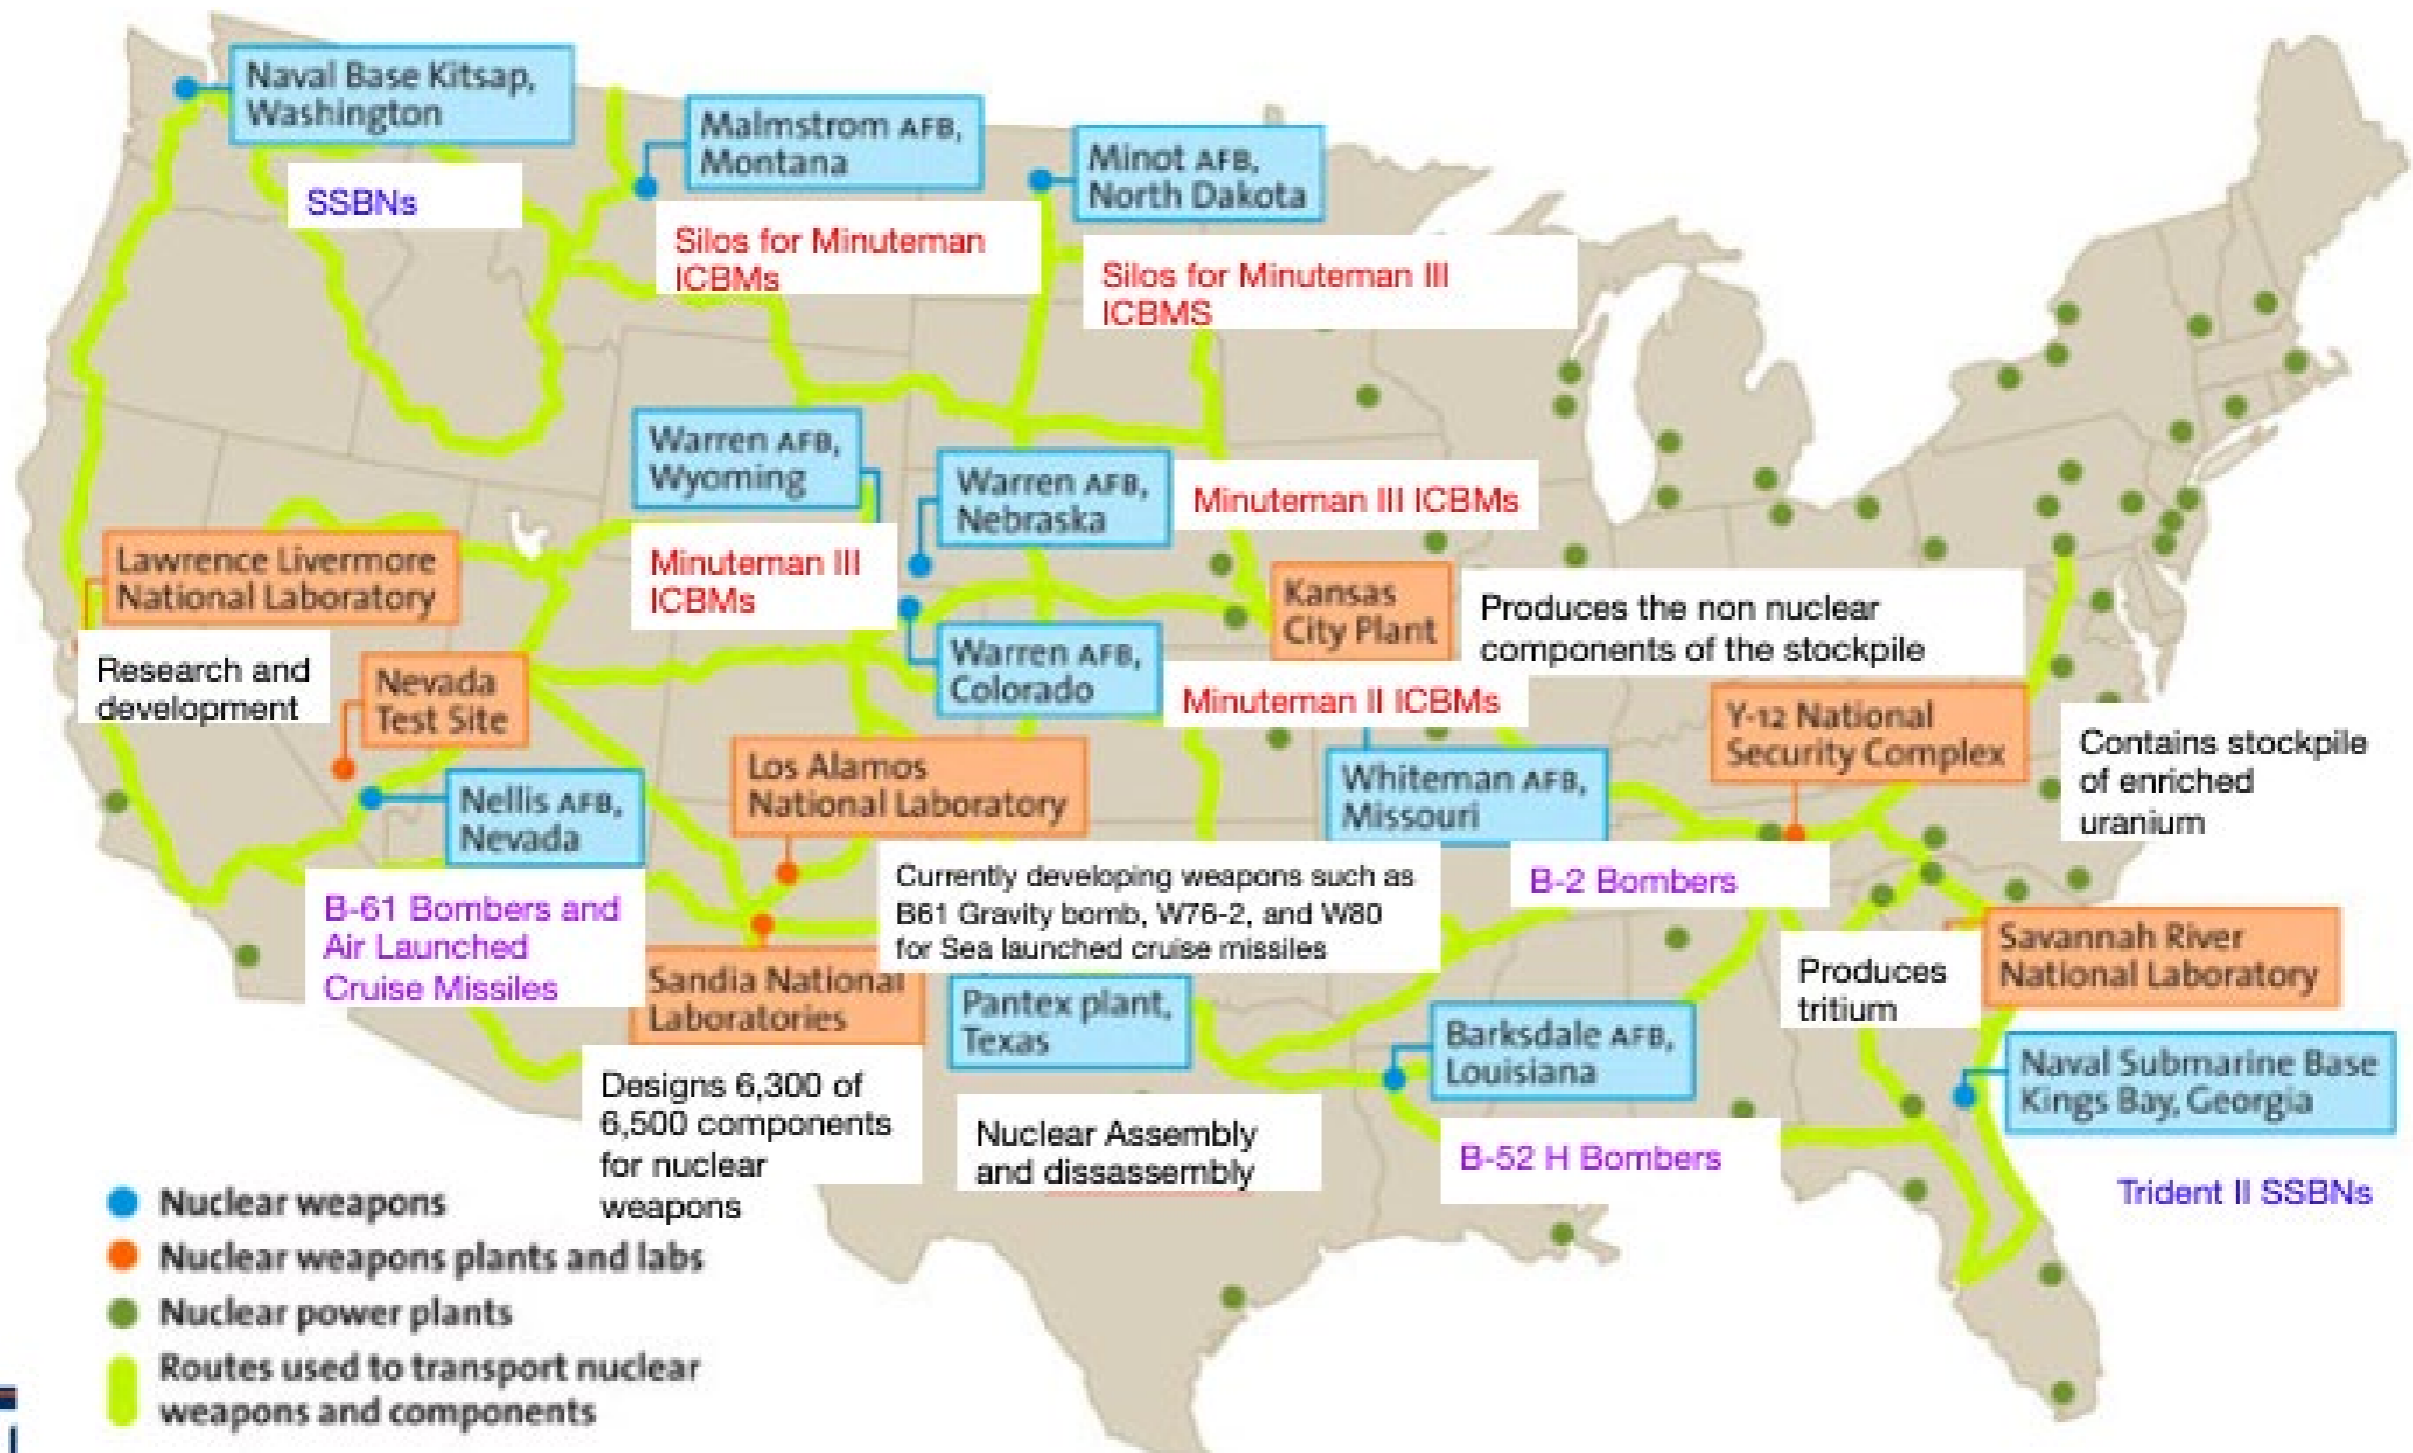 Naval Base Kitsap,
Washington
SSBNs
Malmstrom AFB,
Montana
Silos for Minuteman
ICBMs
Minot AFB,
North Dakota
Silos for Minuteman III
ICBMS
Warren AFB,
Wyoming
Minuteman III
ICBMs
Warren AFB,
Nebraska
Minuteman III ICBMs
Lawrence Livermore
National Laboratory
Research and
development
Nevada
Test Site
Warren AFB,
Colorado
Minuteman II ICBMs
Kansas
City Plant
Produces the non nuclear
components of the stockpile
Y-12 National
Security Complex
Contains stockpile
of enriched
uranium
Nellis AFB,
Nevada
B-61 Bombers and
Air Launched
Cruise Missiles
Los Alamos
National Laboratory
Currently developing weapons such as
B61 Gravity bomb, W76-2, and W80
for Sea launched cruise missiles
Whiteman AFB,
Missouri
B-2 Bombers
Sandia National
Laboratories
Designs 6,300 of
6,500 components
for nuclear
weapons
Pantex plant,
Texas
Nuclear Assembly
and dissassembly
Barksdale AFB,
Louisiana
B-52 H Bombers
Produces
tritium
Savannah River
National Laboratory
Naval Submarine Base
Kings Bay, Georgia
Trident II SSBNs
Nuclear weapons
Nuclear weapons plants and labs
Nuclear power plants
Routes used to transport nuclear
weapons and components